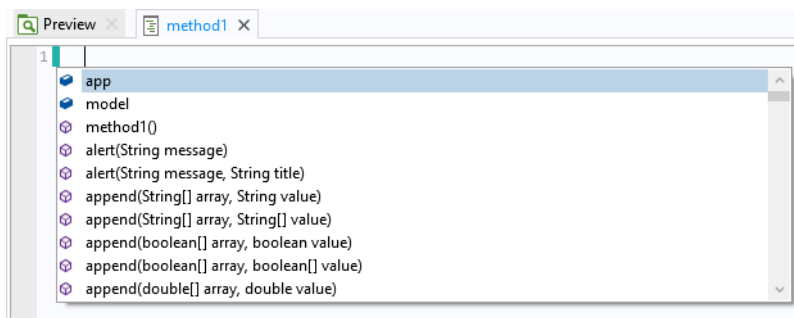 Preview method1
1
app
model
method1()
alert(String message)
alert(String message, String title)
append(String[] array, String value)
append(String[] array, String[] value)
append(boolean[] array, boolean value)
append(boolean[] array, boolean[] value)
append(double[] array, double value)